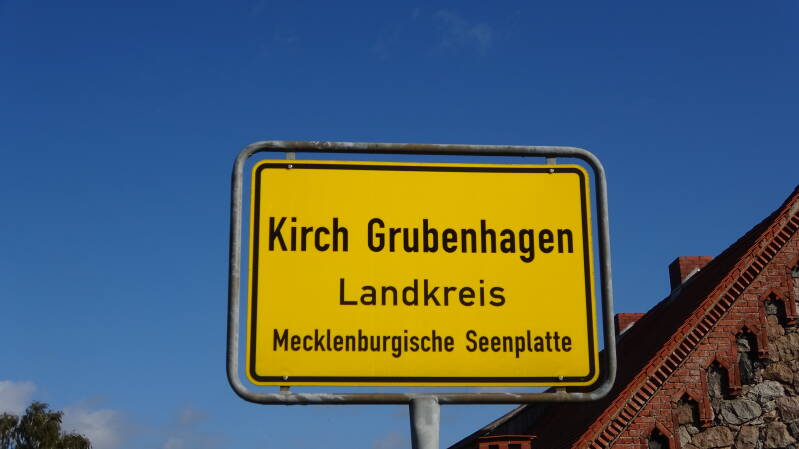 Kirch Grubenhagen
Landkreis
Mecklenburgische Seenplatte